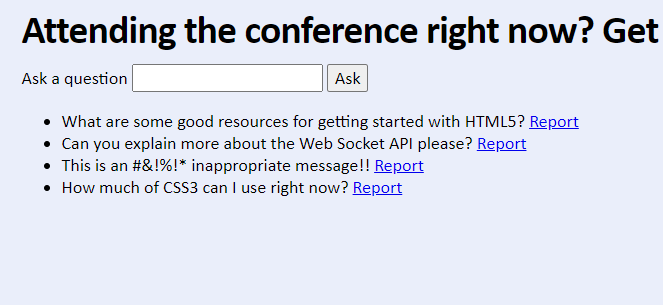 Attending the conference right now? Get
Ask a question Ask
What are some good resources for getting started with HTML5? Report
Can you explain more about the Web Socket API please? Report
This is an #&!%!* inappropriate message!! Report
How much of CSS3 can I use right now? Report